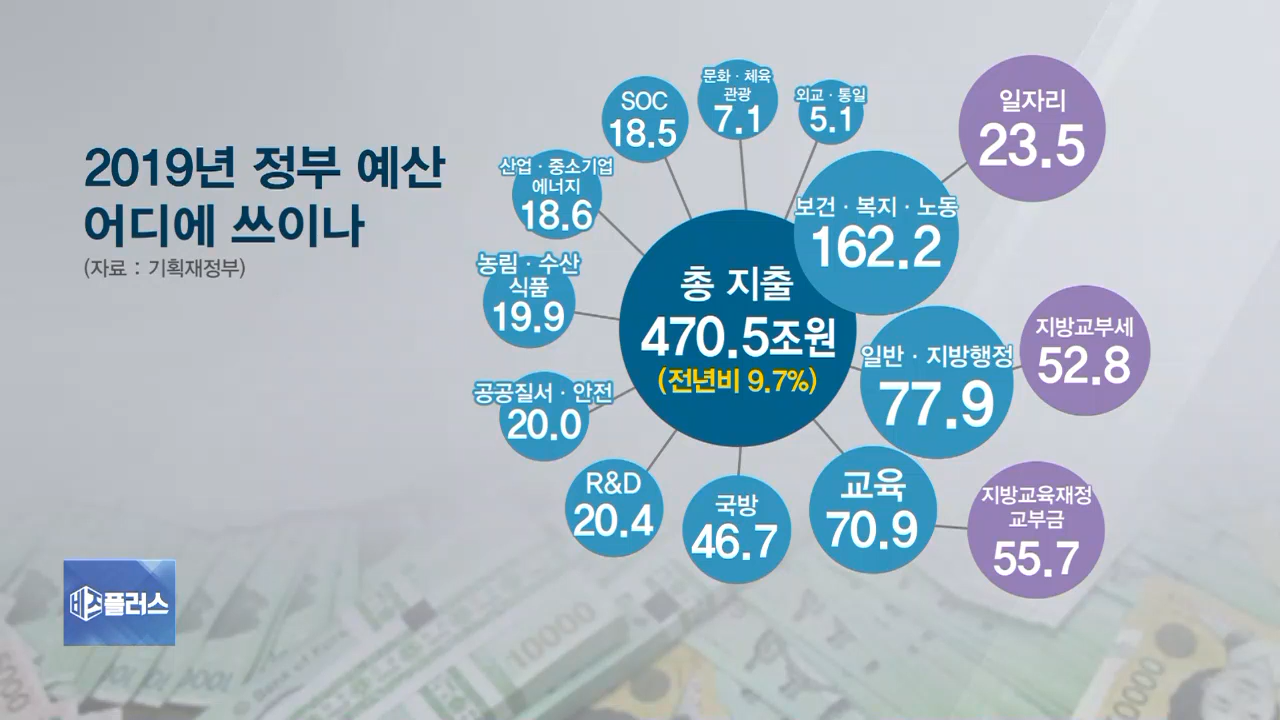 2019년 정부 예산
어디에 쓰이나
(자료 : 기획재정부)
총 지출
470.5조원
(전년비 9.7%)
외교 · 통일
5.1
문화 · 체육
관광
7.1
SOC
18.5
산업 · 중소기업
에너지
18.6
농림 · 수산
식품
19.9
공공질서 · 안전
20.0
R&D
20.4
국방
46.7
교육
70.9
지방교육재정
교부금
55.7
일반 · 지방행정
77.9
지방교부세
52.8
보건 · 복지 · 노동
162.2
일자리
23.5
비즈플러스
10000